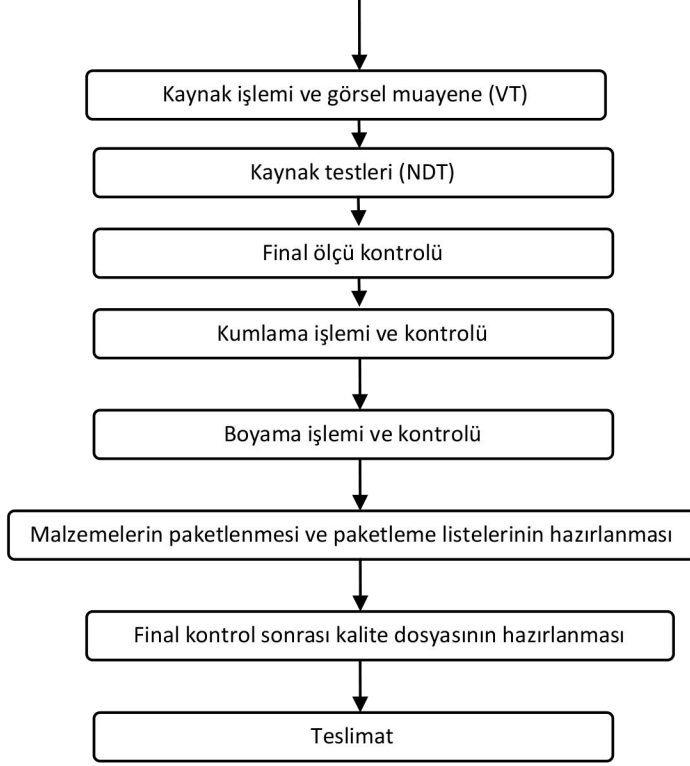 Kaynak işlemi ve görsel muayene (VT)
Kaynak testleri (NDT)
Final ölçü kontrolü
Kumlama işlemi ve kontrolü
Boyama işlemi ve kontrolü
Malzemelerin paketlenmesi ve paketleme listelerinin hazırlanması
Final kontrol sonrası kalite dosyasının hazırlanması
Teslimat